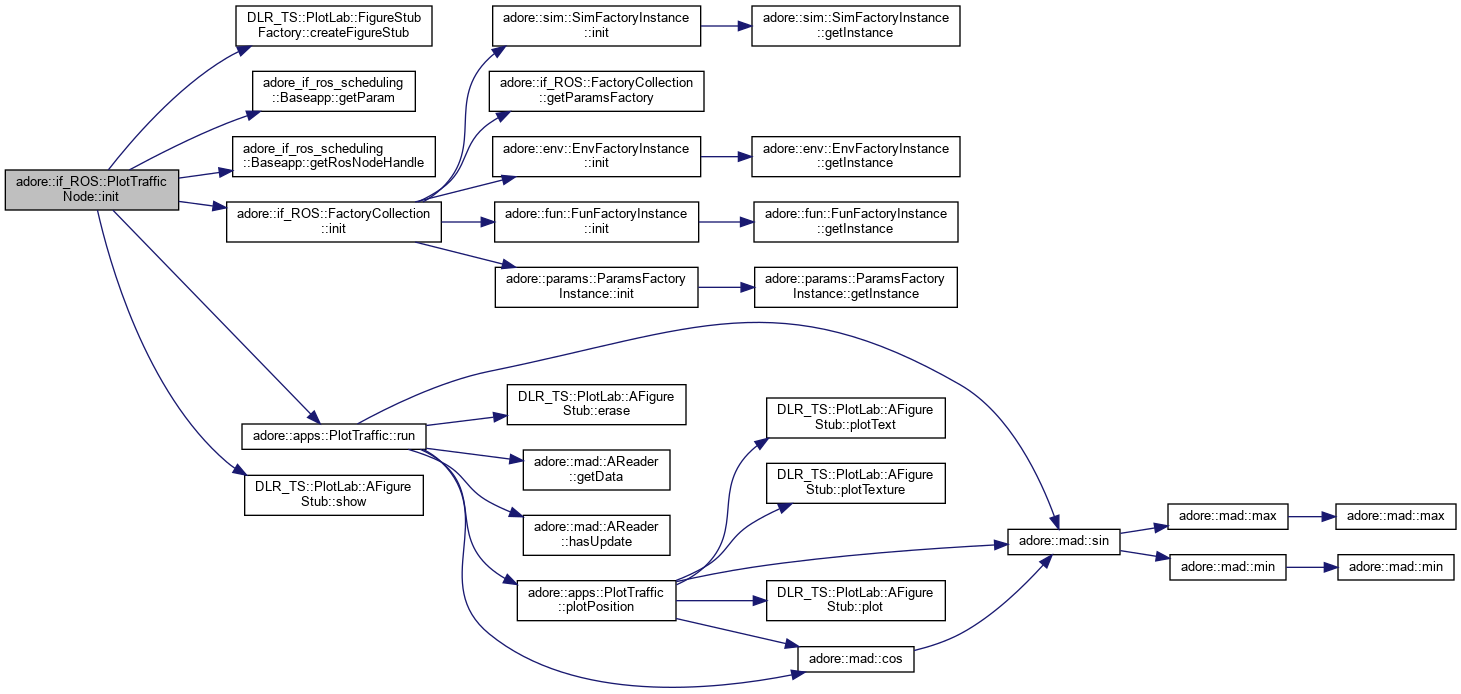 adore::if_ROS::PlotTraffic
Node::init
DLR_TS::PlotLab::FigureStub
Factory::createFigureStub
adore_if_ros_scheduling
::Baseapp::getParam
adore_if_ros_scheduling
::Baseapp::getRosNodeHandle
adore::if_ROS::FactoryCollection
::init
adore::sim::SimFactoryInstance
::init
adore::sim::SimFactoryInstance
::getInstance
adore::if_ROS::FactoryCollection
::getParamsFactory
adore::env::EnvFactoryInstance
::init
adore::env::EnvFactoryInstance
::getInstance
adore::fun::FunFactoryInstance
::init
adore::fun::FunFactoryInstance
::getInstance
adore::params::ParamsFactory
Instance::init
adore::params::ParamsFactory
Instance::getInstance
adore::apps::PlotTraffic::run
DLR_TS::PlotLab::AFigure
Stub::show
DLR_TS::PlotLab::AFigure
Stub::erase
adore::mad::AReader
::getData
adore::mad::AReader
::hasUpdate
adore::apps::PlotTraffic
::plotPosition
DLR_TS::PlotLab::AFigure
Stub::plotText
DLR_TS::PlotLab::AFigure
Stub::plotTexture
DLR_TS::PlotLab::AFigure
Stub::plot
adore::mad::cos
adore::mad::sin
adore::mad::max
adore::mad::max
adore::mad::min
adore::mad::min